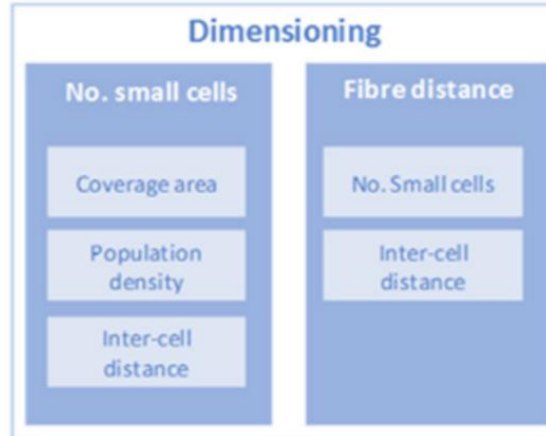 Dimensioning
No. small cells
Coverage area
Population
density
Inter-cell
distance
Fibre distance
No. Small cells
Inter-cell
distance